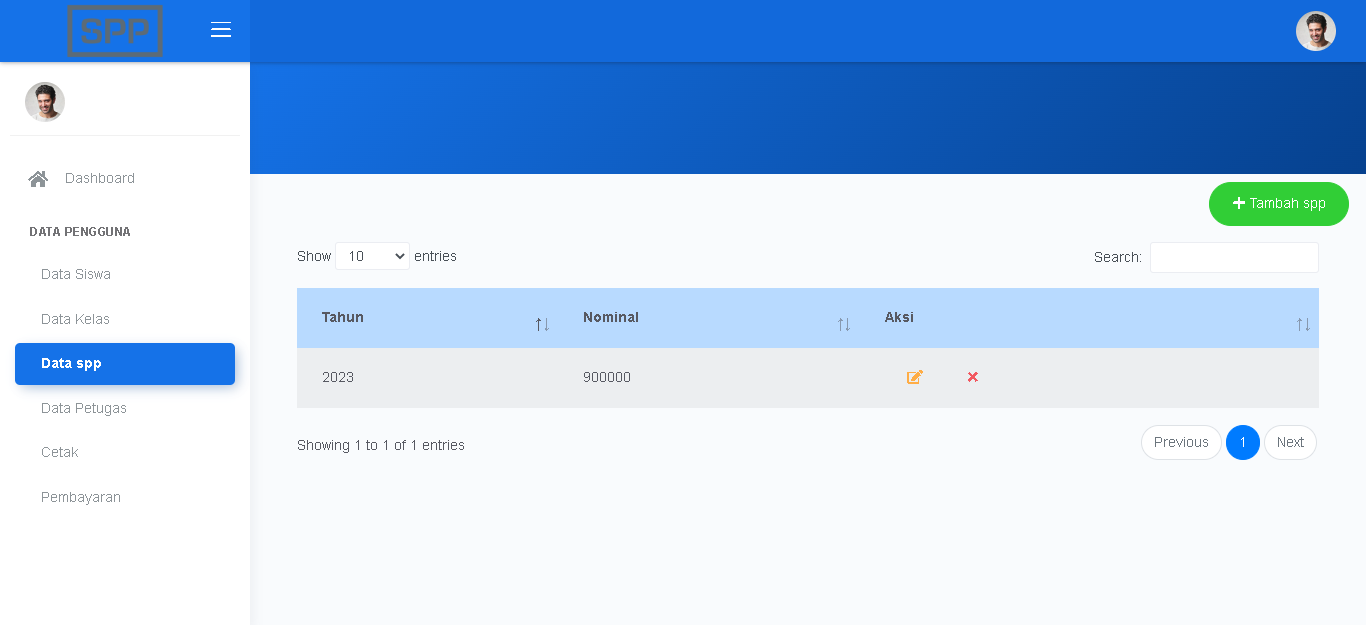 SPP
Dashboard
DATA PENGGUNA
Data Siswa
Data Kelas
Data spp
Data Petugas
Cetak
Pembayaran
Tambah spp
Show 10 entries
Search:
Tahun Nominal Aksi
2023 900000
Showing 1 to 1 of 1 entries
Previous 1 Next